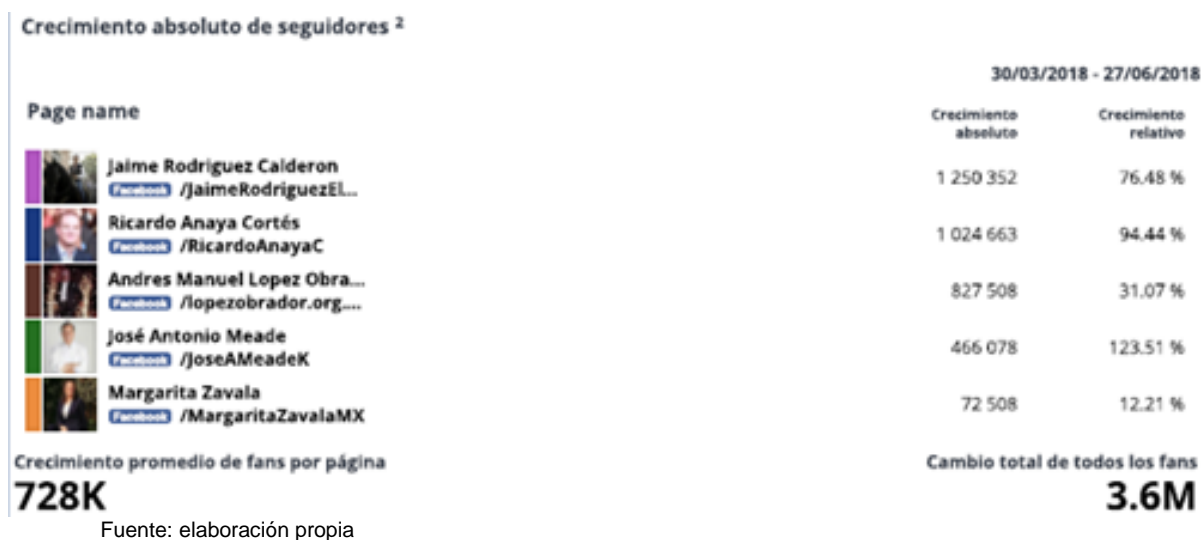 Crecimiento absoluto de seguidores ²
30/03/2018 - 27/06/2018
Page name
Crecimiento absoluto
Crecimiento relativo
Jaime Rodriguez Calderon
Facebook /JaimeRodriguezEl...
1 250 352 76.48 %
Ricardo Anaya Cortés
Facebook /RicardoAnayaC
1 024 663 94.44 %
Andres Manuel Lopez Obra...
Facebook /lopezobrador.org....
827 508 31.07 %
José Antonio Meade
Facebook /JoseAMeadeK
466 078 123.51 %
Margarita Zavala
Facebook /MargaritaZavalaMX
72 508 12.21 %
Crecimiento promedio de fans por página
728K
Cambio total de todos los fans
3.6M
Fuente: elaboración propia